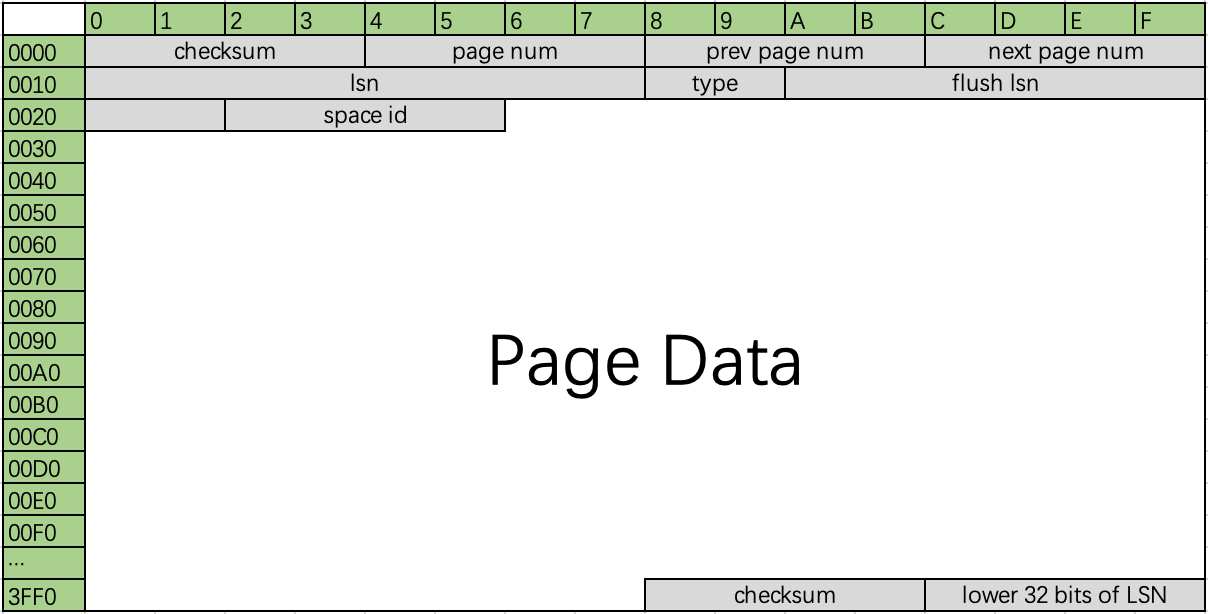 0 1 2 3 4 5 6 7 8 9 A B C D E F
0000 checksum page num prev page num next page num
0010 lsn type flush lsn
0020 space id
0030
0040
0050
0060
0070
0080
0090
Page Data
00A0
00B0
00C0
00D0
00E0
00F0
...
3FF0 checksum lower 32 bits of LSN